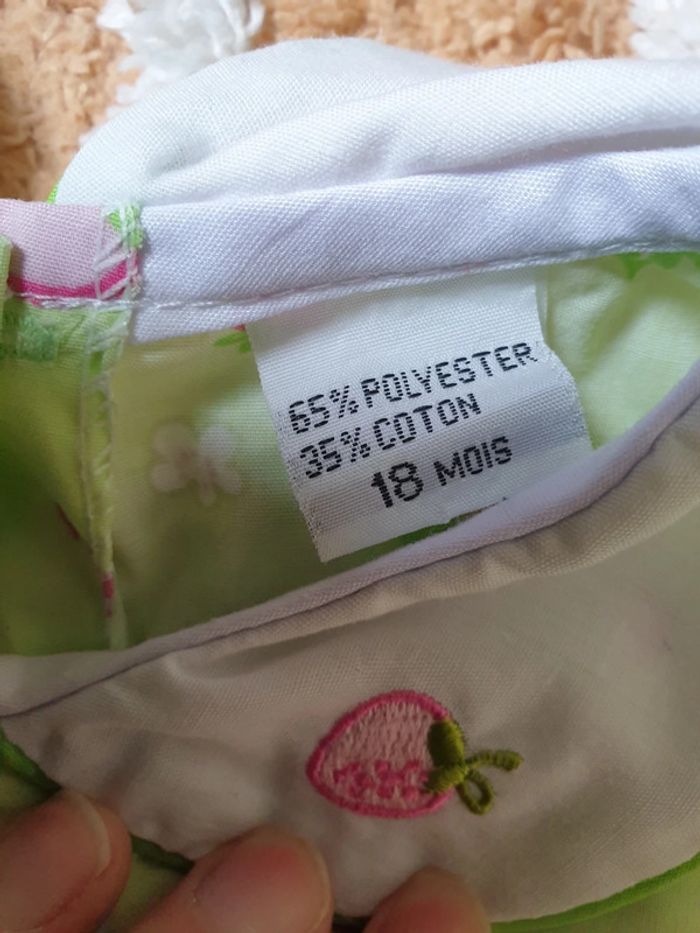 65% POLYESTER
35% COTON
18 MOIS